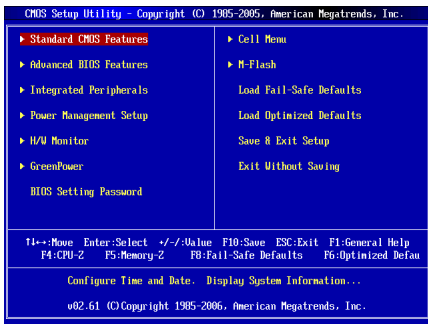 CMOS Setup Utility - Copyright (C) 1985-2005, American Megatrends, Inc.
▶ Standard CMOS Features
▶ Advanced BIOS Features
▶ Integrated Peripherals
▶ Power Management Setup
▶ H/W Monitor
▶ GreenPower
BIOS Setting Password
▶ Cell Menu
▶ M-Flash
Load Fail-Safe Defaults
Load Optimized Defaults
Save & Exit Setup
Exit Without Saving
↑↓←→:Move Enter:Select +/-/:Value F10:Save ESC:Exit F1:General Help
F4:CPU-Z F5:Memory-Z F8:Fail-Safe Defaults F6:Optimized Defau
Configure Time and Date. Display System Information...
v02.61 (C)Copyright 1985-2006, American Megatrends, Inc.